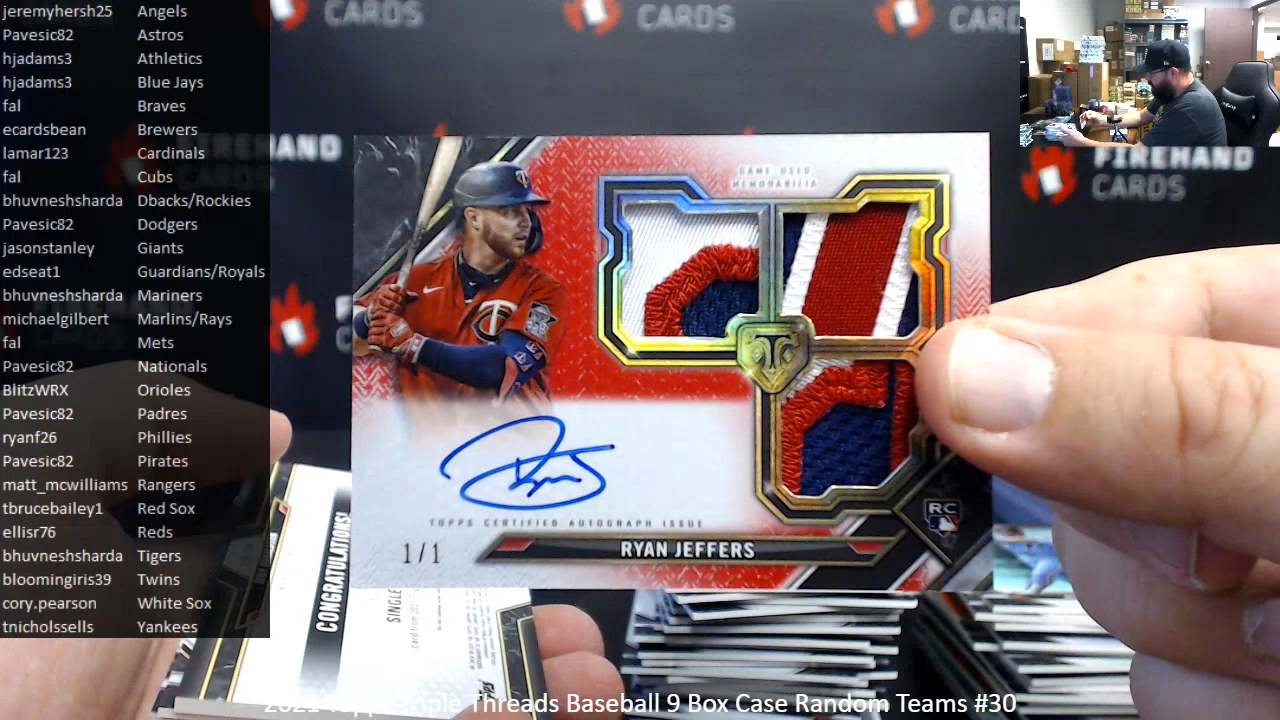 jeremyhersh25 Angels
Pavesic82 Astros
hjadams3 Athletics
hjadams3 Blue Jays
fal Braves
ecardsbean Brewers
lamar123 Cardinals
fal Cubs
bhuvneshsharda Dbacks/Rockies
Pavesic82 Dodgers
jasonstanley Giants
edseat1 Guardians/Royals
bhuvneshsharda Mariners
michaelgilbert Marlins/Rays
fal Mets
Pavesic82 Nationals
BlitzWRX Orioles
Pavesic82 Padres
ryanf26 Phillies
Pavesic82 Pirates
matt_mcwilliams Rangers
tbrucebailey1 Red Sox
ellisr76 Reds
bhuvneshsharda Tigers
bloomingiris39 Twins
cory.pearson White Sox
tnicholssells Yankees
CARDS
CARDS
FIREHAND
CARDS
GAME-USED
MEMORABILIA
TOPPS CERTIFIED AUTOGRAPH ISSUE
1/1
RYAN JEFFERS
RC
CONGRATULATIONS!
SINGLE
Triple Threads Baseball 9 Box Case Random Teams #30